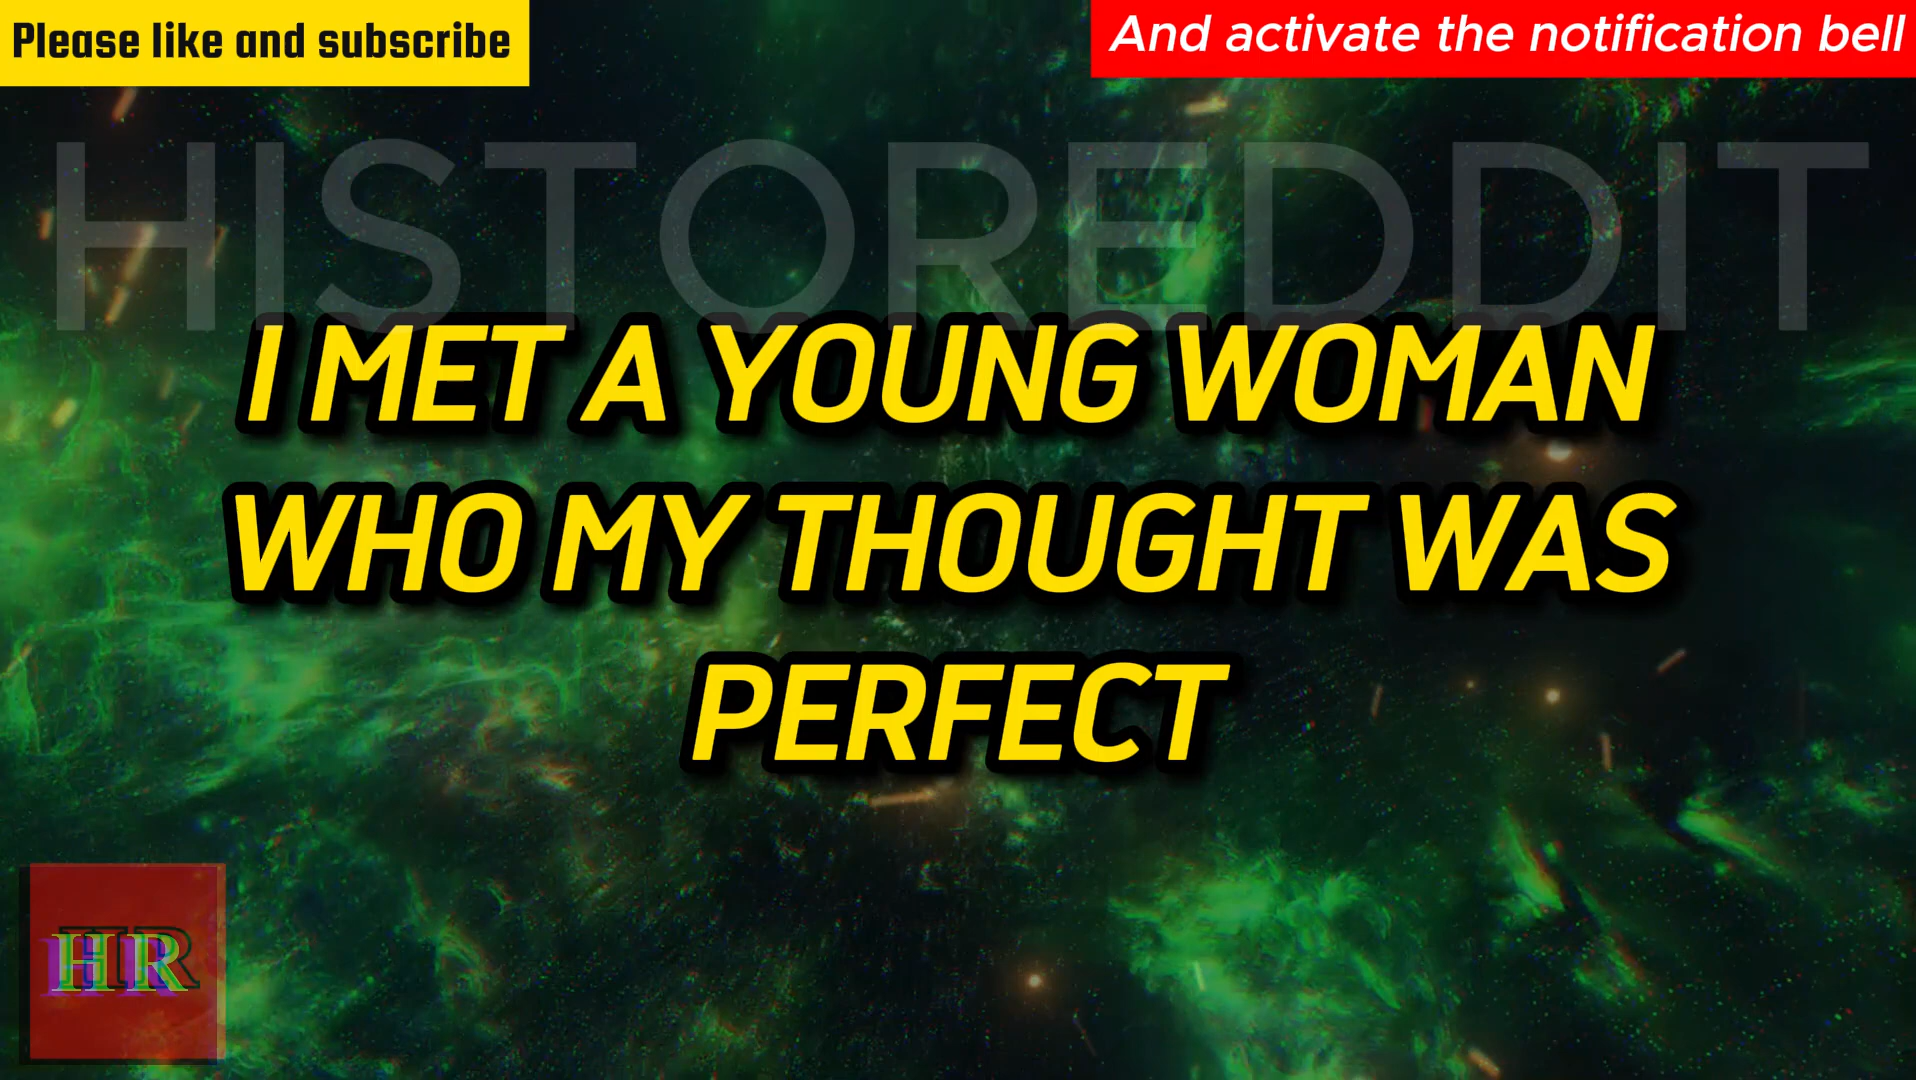 Please like and subscribe
And activate the notification bell
HISTOREDDIT
I MET A YOUNG WOMAN
WHO MY THOUGHT WAS
PERFECT
HR